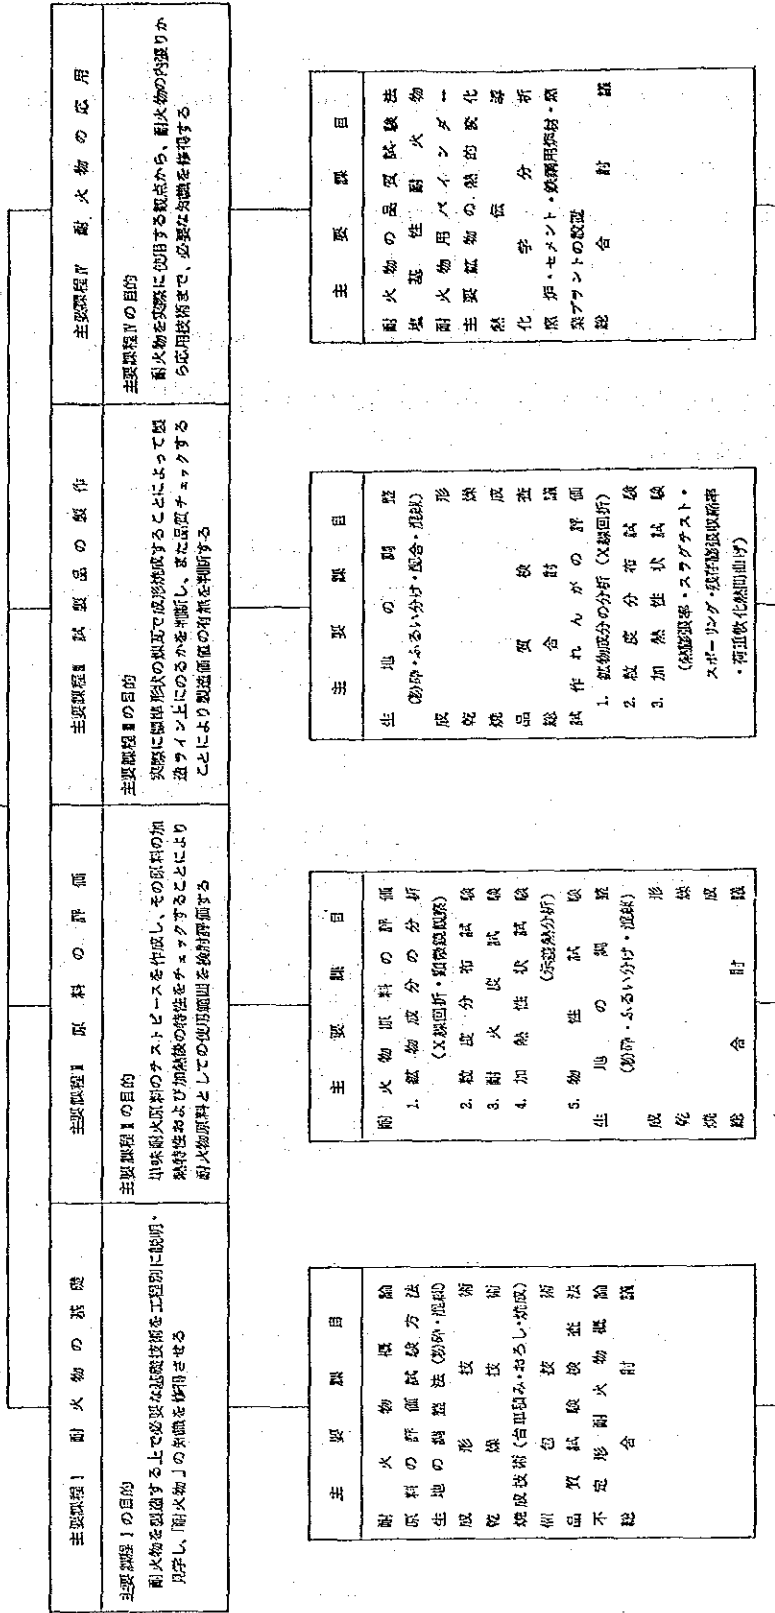 主要課程Ⅰ 耐火物の基礎
主要課程Ⅰの目的
耐火物を製造する上で必要な基礎技術を工程別に説明・
見学し、「耐火物」の知識を修得させる
主要課目
耐火物概論
原料の評価試験方法
生地の調整法(粉砕・混練)
成形技術
乾燥技術
焼成技術(台車積み・おろし・焼成)
梱包技術
品質試験検査法
不定形耐火物概論
総合討議
主要課程Ⅱ 原料の評価
主要課程Ⅱの目的
単味耐火原料のテストピースを作成し、その原料の加
熱特性および加熱後の特性をチェックすることにより
耐火物原料としての使用範囲を検討評価する
主要課目
耐火物原料の評価
1. 鉱物成分の分析
(X線回折・顕微鏡観察)
2. 粒度分布試験
3. 耐火度試験
4. 加熱性状試験
(示差熱分析)
5. 物性試験
生地の調整
(粉砕・ふるい分け・混練)
成形
乾燥
焼成
総合討議
主要課程Ⅲ 試製品の製作
主要課程Ⅲの目的
実際に標準形状の煉瓦で成形焼成することによって製
造ライン上にのるかを判断し、また品質チェックする
ことにより製造価値の有無を判断する
主要課目
生地の調整
(粉砕・ふるい分け・配合・混練)
成形
乾燥
焼成
品質検査
総合討議
試作れんがの評価
1. 鉱物成分の分析(X線回折)
2. 粒度分布試験
3. 加熱性状試験
(熱膨張率・スラグテスト・
スポーリング・残存膨張収縮率
・荷重軟化熱間曲げ)
主要課程Ⅳ 耐火物の応用
主要課程Ⅳの目的
耐火物を実際に使用する観点から、耐火物の内張りか
ら応用技術まで、必要な知識を修得する
主要課目
耐火物の品質試験法
塩基性耐火物
耐火物用バインダー
主要鉱物の熱的変化
熱伝導
化学分析
窯炉・セメント・鉄鋼用炉材・窯
業プラントの設置
総合討議